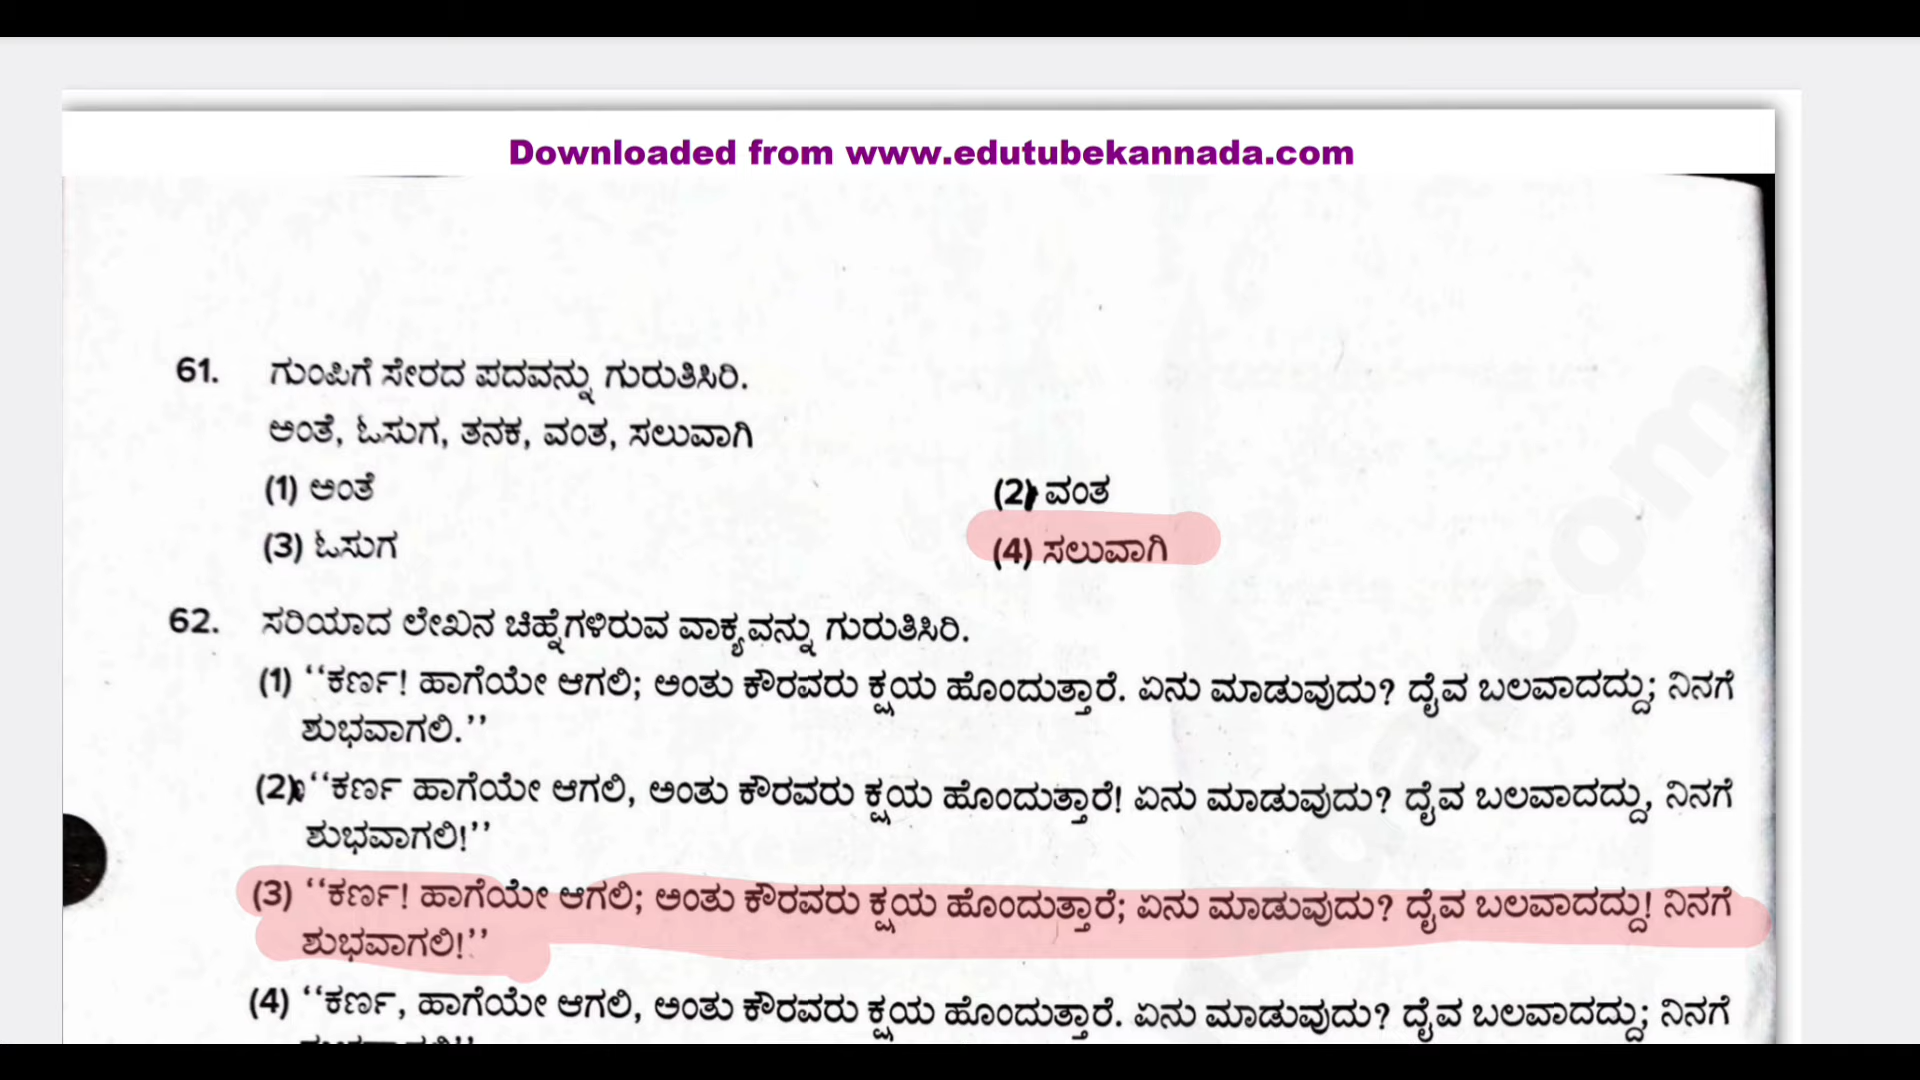 Downloaded from www.edutubekannada.com
61. ಗುಂಪಿಗೆ ಸೇರದ ಪದವನ್ನು ಗುರುತಿಸಿರಿ.
ಅಂತೆ, ಓಸುಗ, ತನಕ, ವಂತ, ಸಲುವಾಗಿ
(1) ಅಂತೆ (2) ವಂತ
(3) ಓಸುಗ (4) ಸಲುವಾಗಿ
62. ಸರಿಯಾದ ಲೇಖನ ಚಿಹ್ನೆಗಳಿರುವ ವಾಕ್ಯವನ್ನು ಗುರುತಿಸಿರಿ.
(1) ‘‘ಕರ್ಣ! ಹಾಗೆಯೇ ಆಗಲಿ; ಅಂತು ಕೌರವರು ಕ್ಷಯ ಹೊಂದುತ್ತಾರೆ. ಏನು ಮಾಡುವುದು? ದೈವ ಬಲವಾದದ್ದು; ನಿನಗೆ
ಶುಭವಾಗಲಿ.’’
(2) ‘‘ಕರ್ಣ ಹಾಗೆಯೇ ಆಗಲಿ, ಅಂತು ಕೌರವರು ಕ್ಷಯ ಹೊಂದುತ್ತಾರೆ! ಏನು ಮಾಡುವುದು? ದೈವ ಬಲವಾದದ್ದು, ನಿನಗೆ
ಶುಭವಾಗಲಿ!’’
(3) ‘‘ಕರ್ಣ! ಹಾಗೆಯೇ ಆಗಲಿ; ಅಂತು ಕೌರವರು ಕ್ಷಯ ಹೊಂದುತ್ತಾರೆ; ಏನು ಮಾಡುವುದು? ದೈವ ಬಲವಾದದ್ದು! ನಿನಗೆ
ಶುಭವಾಗಲಿ!’’
(4) ‘‘ಕರ್ಣ, ಹಾಗೆಯೇ ಆಗಲಿ, ಅಂತು ಕೌರವರು ಕ್ಷಯ ಹೊಂದುತ್ತಾರೆ. ಏನು ಮಾಡುವುದು? ದೈವ ಬಲವಾದದ್ದು; ನಿನಗೆ